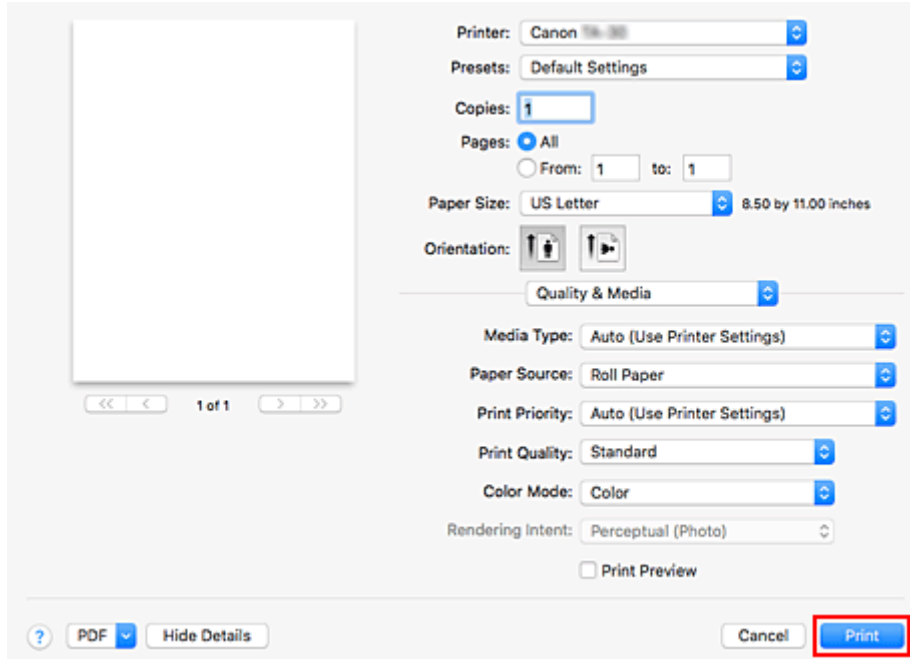 Printer: Canon
Presets: Default Settings
Copies: 1
Pages: All
From: 1 to: 1
Paper Size: US Letter 8.50 by 11.00 inches
Orientation:
Quality & Media
Media Type: Auto (Use Printer Settings)
Paper Source: Roll Paper
<< < 1 of 1 > >>
Print Priority: Auto (Use Printer Settings)
Print Quality: Standard
Color Mode: Color
Rendering Intent: Perceptual (Photo)
Print Preview
? PDF Hide Details Cancel Print